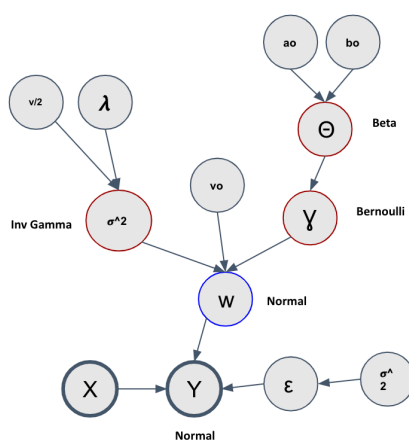 ao
bo
v/2
λ
Θ
Beta
vo
Inv Gamma
σ^2
Ɣ
Bernoulli
w
Normal
X
Y
ε
σ^
2
Normal